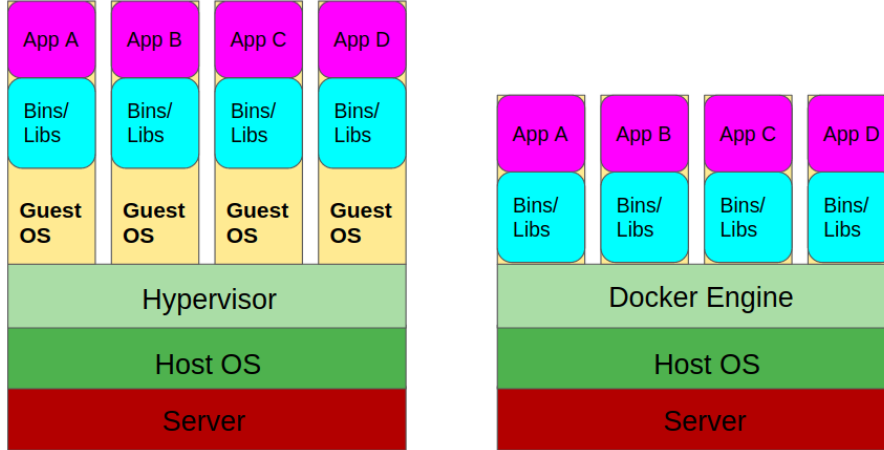 App A
App B
App C
App D
Bins/
Libs
Bins/
Libs
Bins/
Libs
Bins/
Libs
Guest
OS
Guest
OS
Guest
OS
Guest
OS
Hypervisor
Host OS
Server
App A
App B
App C
App D
Bins/
Libs
Bins/
Libs
Bins/
Libs
Bins/
Libs
Docker Engine
Host OS
Server